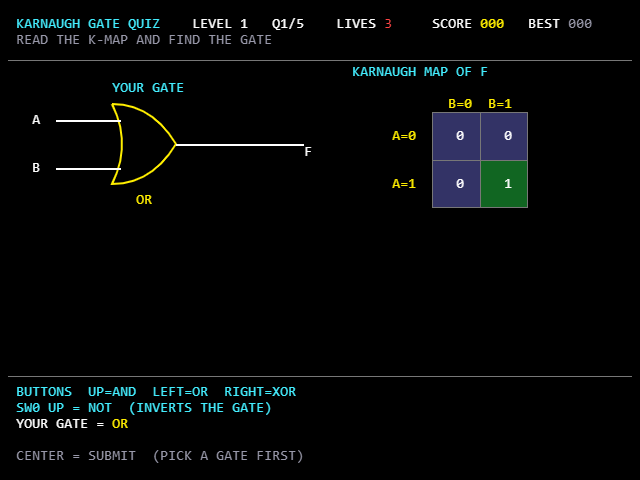 KARNAUGH GATE QUIZ LEVEL 1 Q1/5 LIVES 3 SCORE 000 BEST 000
READ THE K-MAP AND FIND THE GATE
KARNAUGH MAP OF F
YOUR GATE
B=0 B=1
A
A=0 0 0
F
B
A=1 0 1
OR
BUTTONS UP=AND LEFT=OR RIGHT=XOR
SW0 UP = NOT (INVERTS THE GATE)
YOUR GATE = OR
CENTER = SUBMIT (PICK A GATE FIRST)